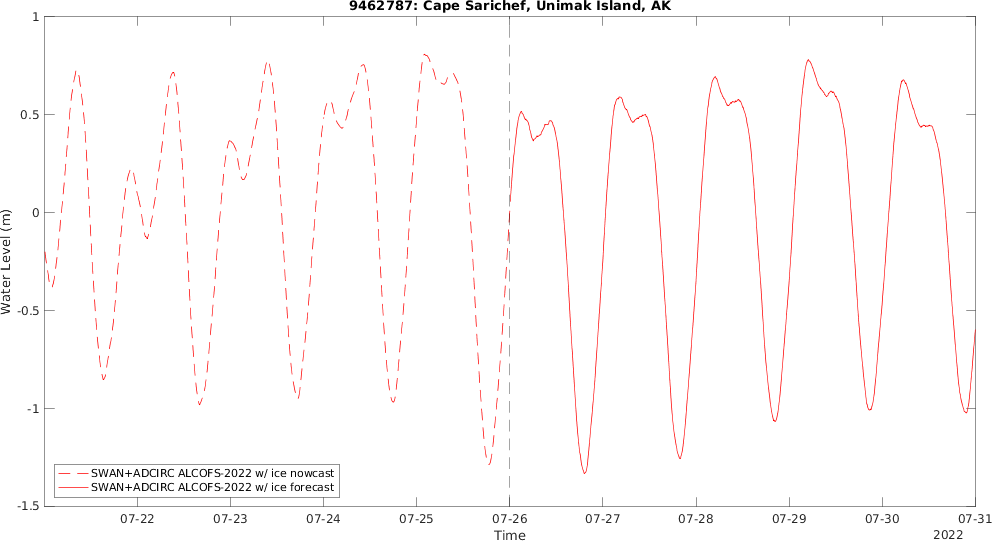 9462787: Cape Sarichef, Unimak Island, AK
1
0.5
0
-0.5
-1
-1.5
Water Level (m)
SWAN+ADCIRC ALCOFS-2022 w/ ice nowcast
SWAN+ADCIRC ALCOFS-2022 w/ ice forecast
07-22 07-23 07-24 07-25 07-26 07-27 07-28 07-29 07-30 07-31
Time
2022